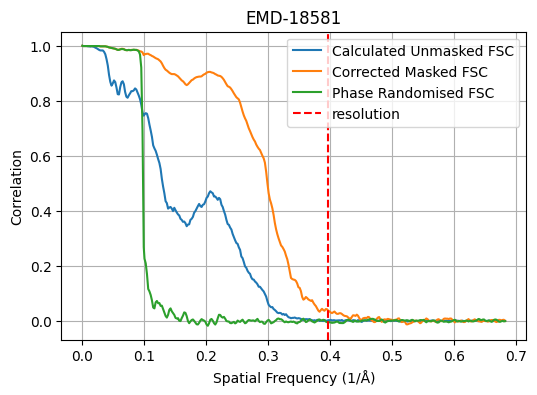 EMD-18581
Calculated Unmasked FSC
Corrected Masked FSC
Phase Randomised FSC
resolution
Correlation
1.0
0.8
0.6
0.4
0.2
0.0
0.0 0.1 0.2 0.3 0.4 0.5 0.6 0.7
Spatial Frequency (1/Å)